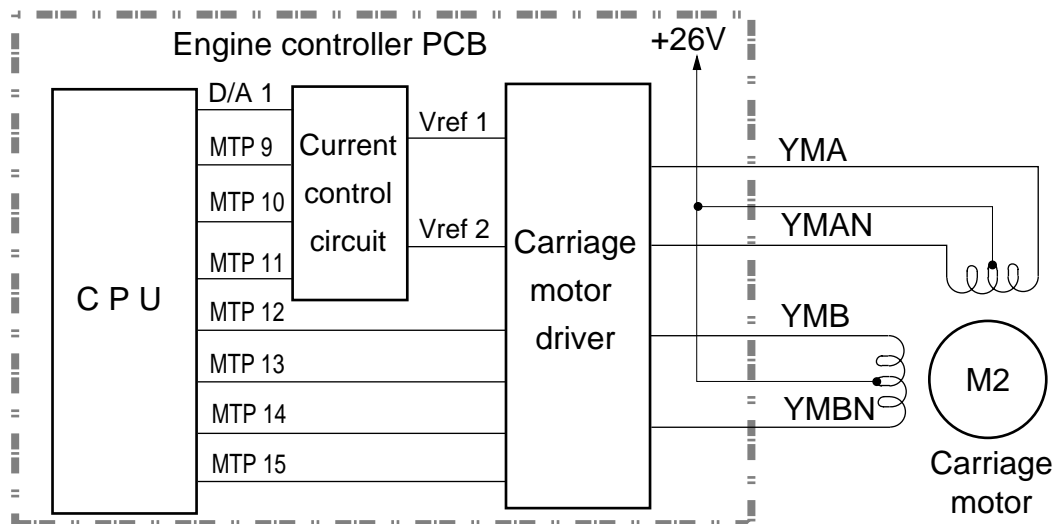 Engine controller PCB
+26V
D/A 1
MTP 9
MTP 10
MTP 11
MTP 12
MTP 13
MTP 14
MTP 15
C P U
Current
control
circuit
Vref 1
Vref 2
Carriage
motor
driver
YMA
YMAN
YMB
YMBN
M2
Carriage
motor